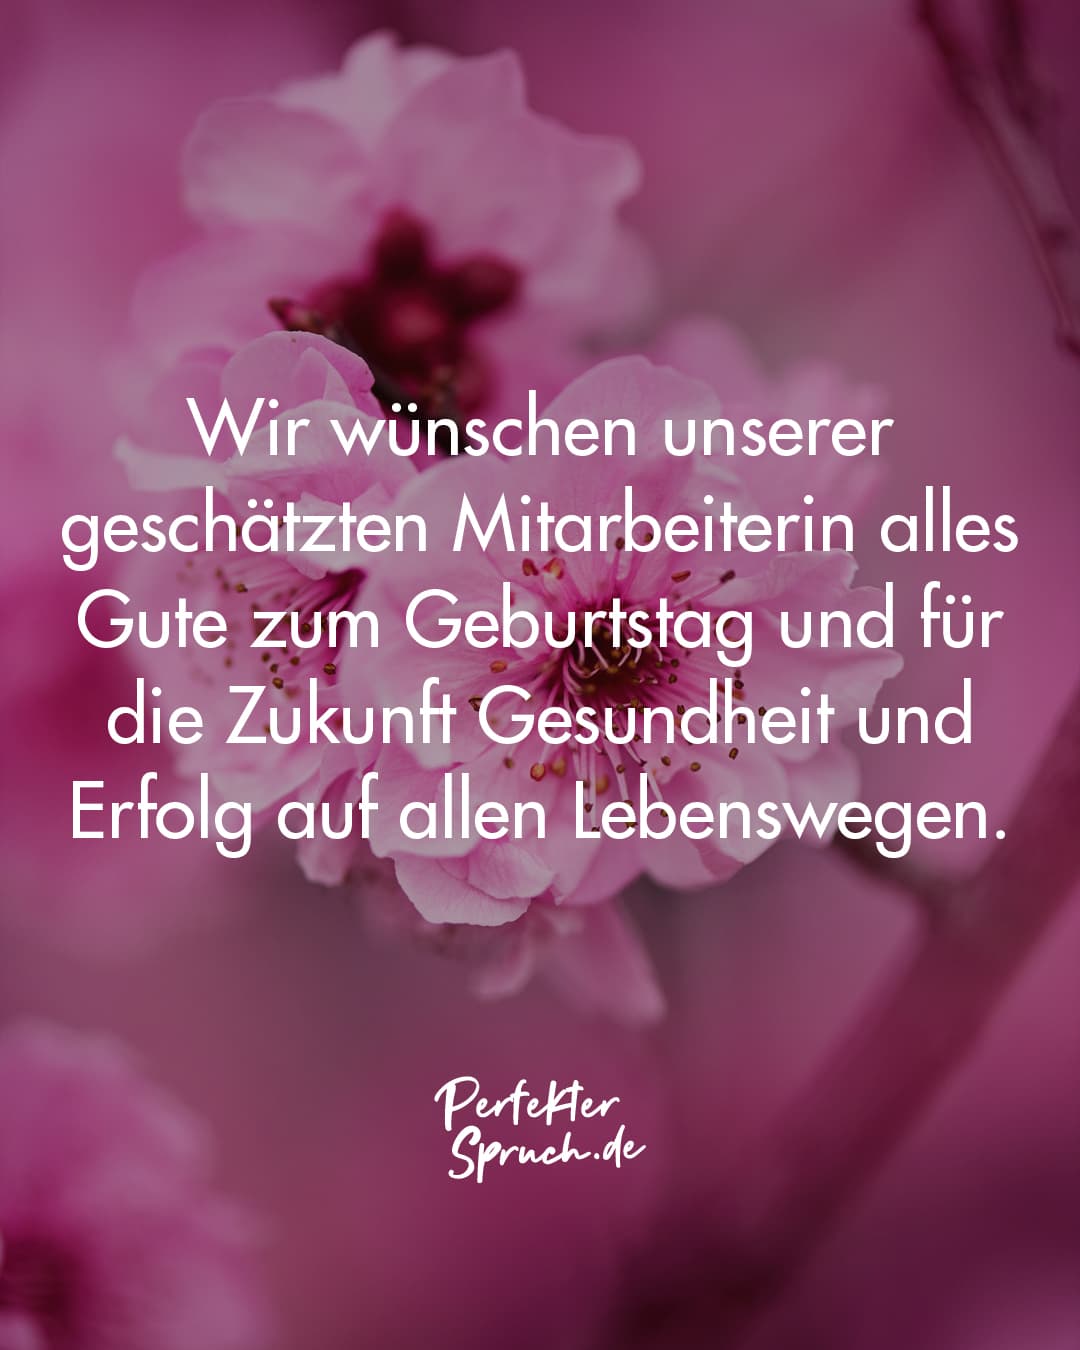 Wir wünschen unserer
geschätzten Mitarbeiterin alles
Gute zum Geburtstag und für
die Zukunft Gesundheit und
Erfolg auf allen Lebenswegen.
Perfekter
Spruch.de